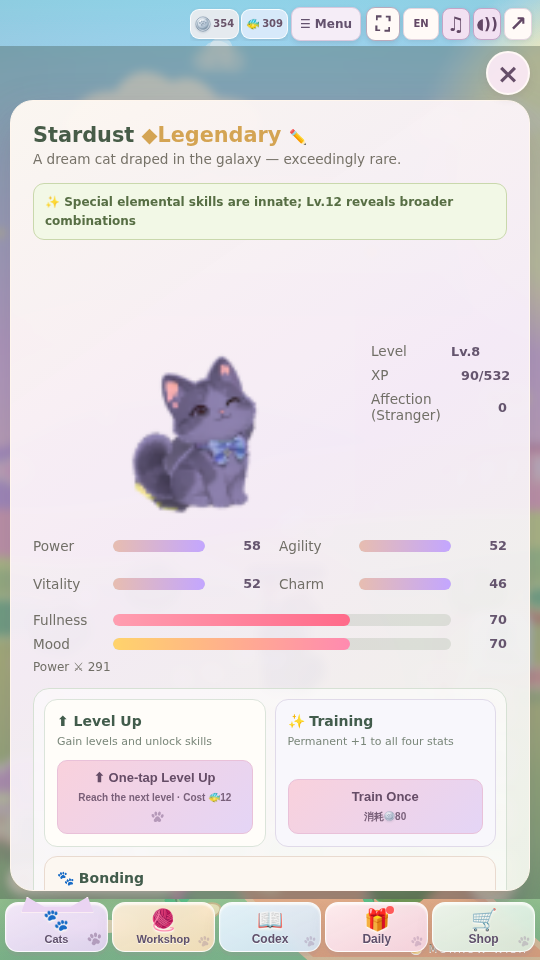 354
309
☰ Menu
EN
Stardust ◆Legendary ✏️
A dream cat draped in the galaxy — exceedingly rare.
✨ Special elemental skills are innate; Lv.12 reveals broader
combinations
Level Lv.8
XP 90/532
Affection
(Stranger) 0
Power 58 Agility 52
Vitality 52 Charm 46
Fullness 70
Mood 70
Power ⚔ 291
⬆ Level Up
Gain levels and unlock skills
⬆ One-tap Level Up
Reach the next level · Cost 12
✨ Training
Permanent +1 to all four stats
Train Once
消耗80
🐾 Bonding
Cats
Workshop
Codex
Daily
Shop